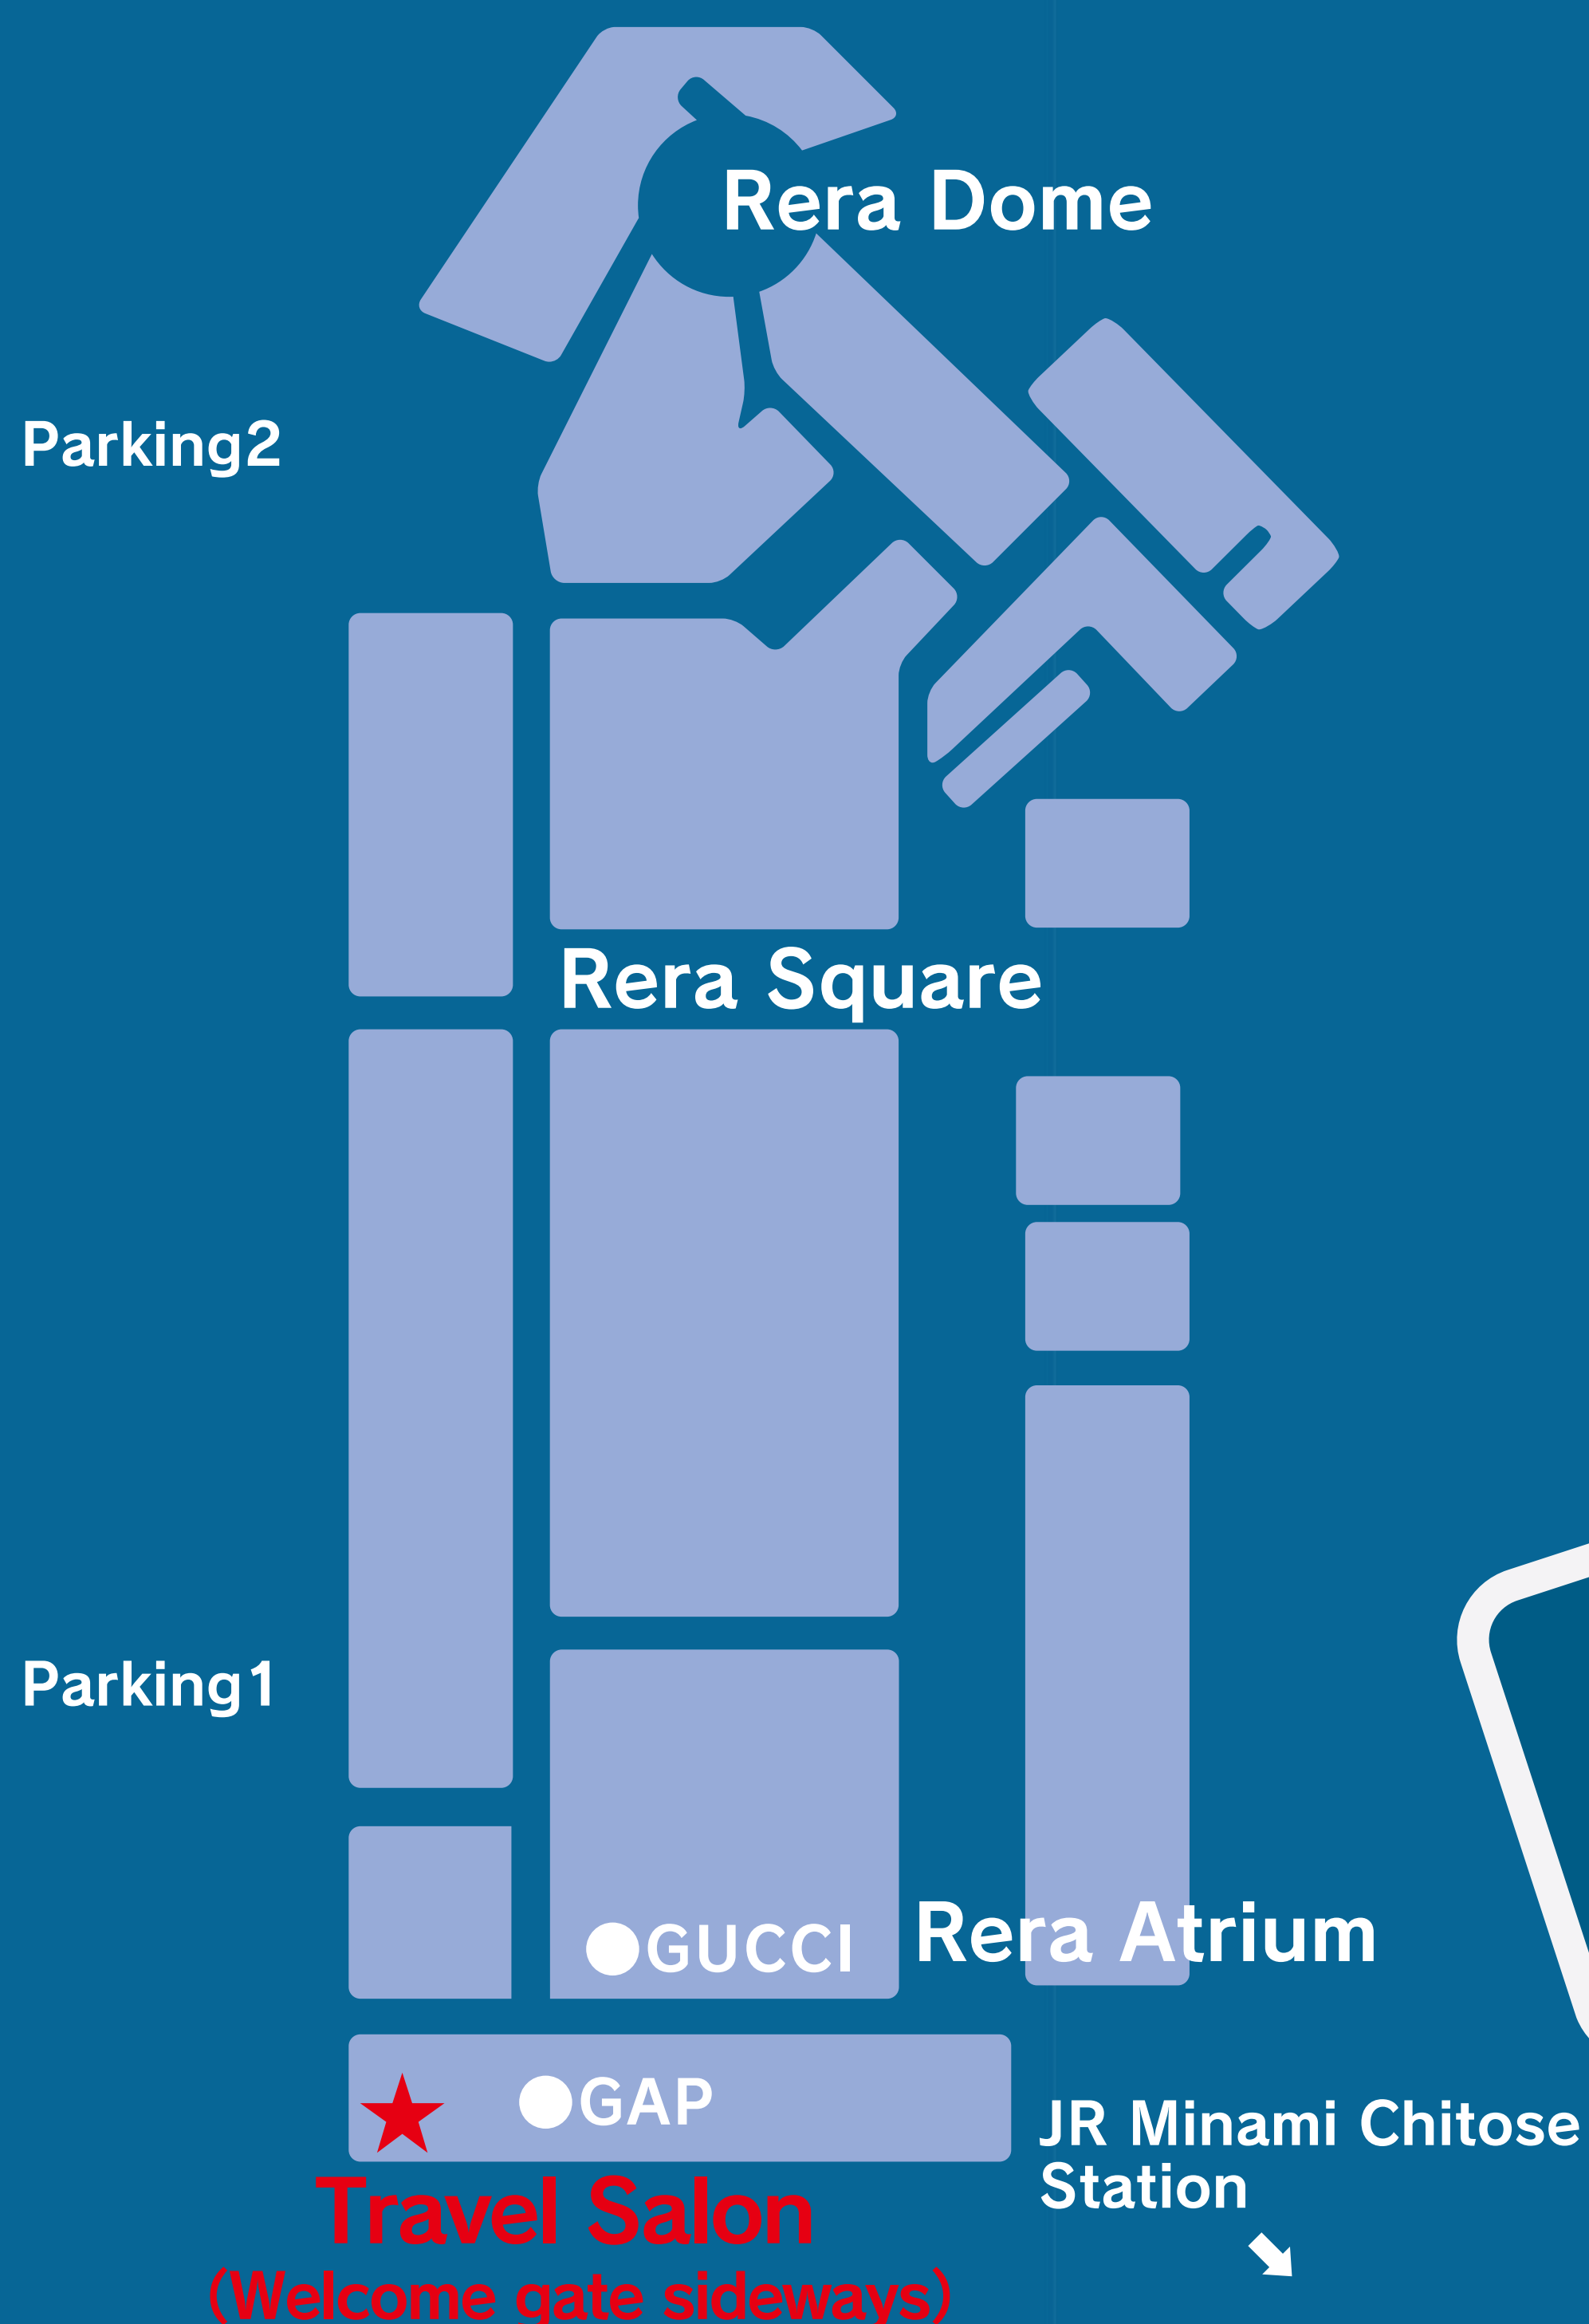 Rera Dome
Parking2
Rera Square
Parking1
GUCCI
Rera Atrium
GAP
JR Minami Chitose
Station
Travel Salon
(Welcome gate sideways)